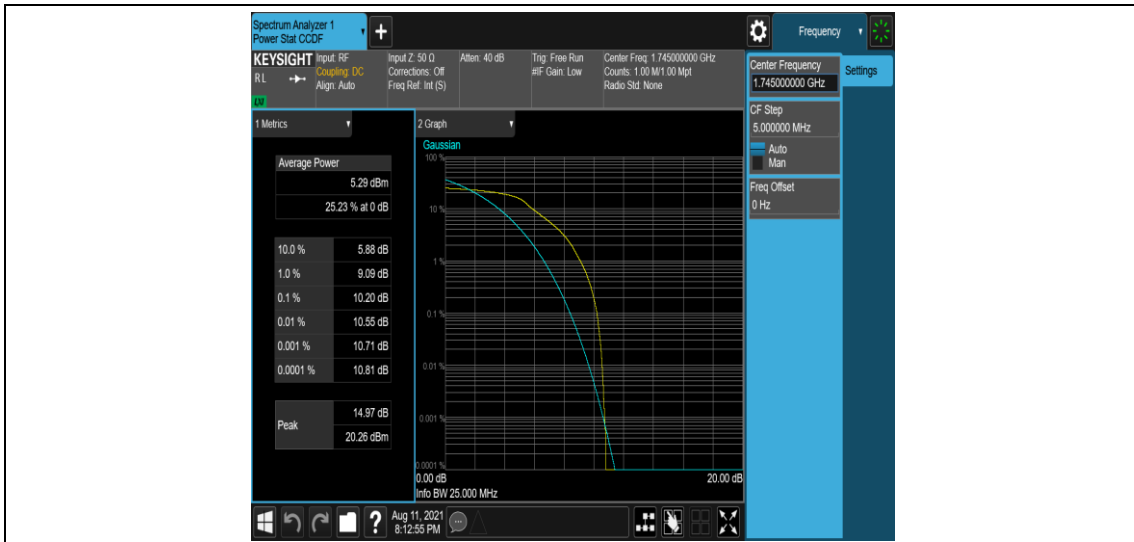 Spectrum Analyzer 1
Power Stat CCDF
+
Frequency
KEYSIGHT
RL
LM
Input: RF
Coupling: DC
Align: Auto
Input Z: 50 Ω
Corrections: Off
Freq Ref: Int (S)
Atten: 40 dB
Trig: Free Run
#IF Gain: Low
Center Freq: 1.745000000 GHz
Counts: 1.00 M/1.00 Mpt
Radio Std: None
Center Frequency
1.745000000 GHz
Settings
CF Step
5.000000 MHz
Auto
Man
Freq Offset
0 Hz
1 Metrics
Average Power
5.29 dBm
25.23 % at 0 dB
10.0 % 5.88 dB
1.0 % 9.09 dB
0.1 % 10.20 dB
0.01 % 10.55 dB
0.001 % 10.71 dB
0.0001 % 10.81 dB
Peak
14.97 dB
20.26 dBm
2 Graph
Gaussian
100 %
10 %
1 %
0.1 %
0.01 %
0.001 %
0.0001 %
0.00 dB 20.00 dB
Info BW 25.000 MHz
?
Aug 11, 2021
8:12:55 PM